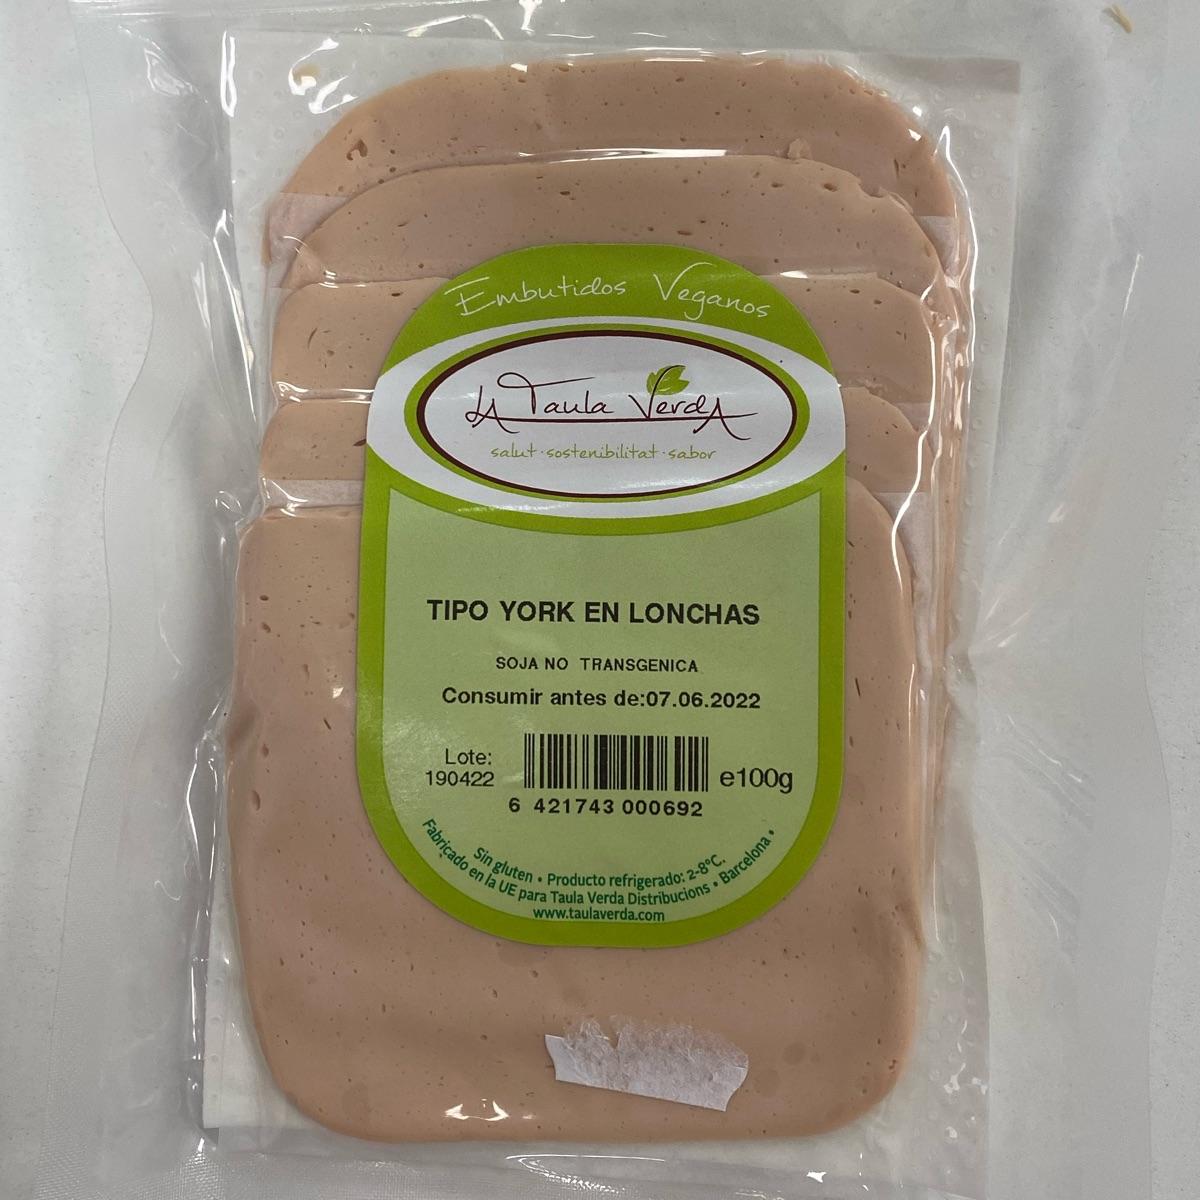 Embutidos Veganos
LA Taula Verda
salut · sostenibilitat · sabor
TIPO YORK EN LONCHAS
SOJA NO TRANSGENICA
Consumir antes de:07.06.2022
Lote:
190422
e100g
6 421743 000692
Sin gluten • Producto refrigerado: 2-8°C.
Fabricado en la UE para Taula Verda Distribucions • Barcelona •
www.taulaverda.com